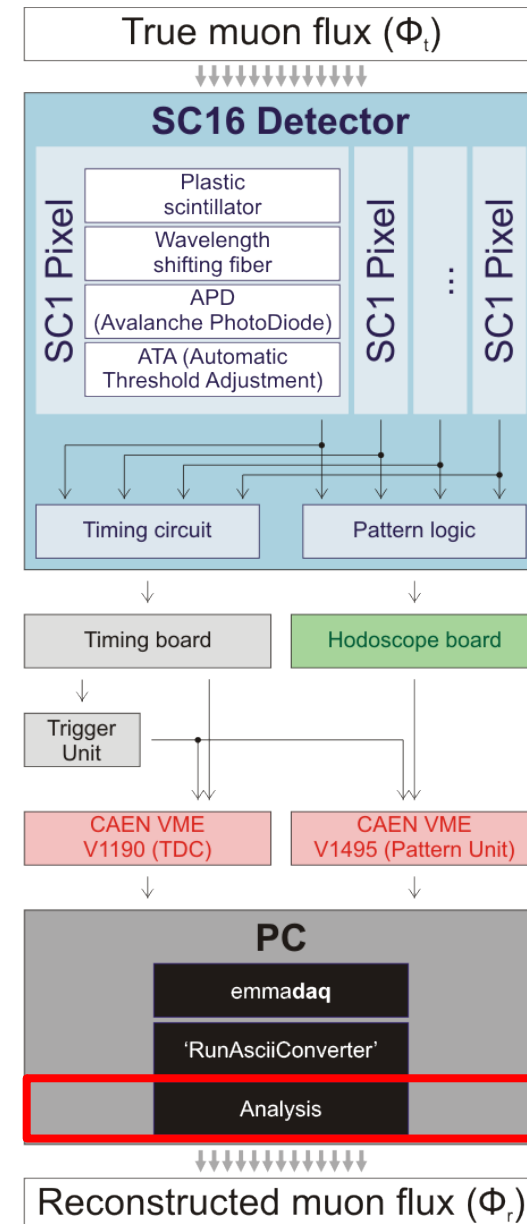 True muon flux (Φt)
SC16 Detector
SC1 Pixel
Plastic
scintillator
Wavelength
shifting fiber
APD
(Avalanche PhotoDiode)
ATA (Automatic
Threshold Adjustment)
SC1 Pixel
...
SC1 Pixel
Timing circuit
Pattern logic
Timing board
Hodoscope board
Trigger
Unit
CAEN VME
V1190 (TDC)
CAEN VME
V1495 (Pattern Unit)
PC
emmadaq
‘RunAsciiConverter’
Analysis
Reconstructed muon flux (Φr)